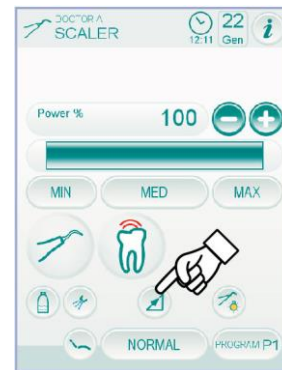 DOCTOR A
SCALER
12:11
22
Gen
i
Power %
100
MIN
MED
MAX
NORMAL
PROGRAM P1